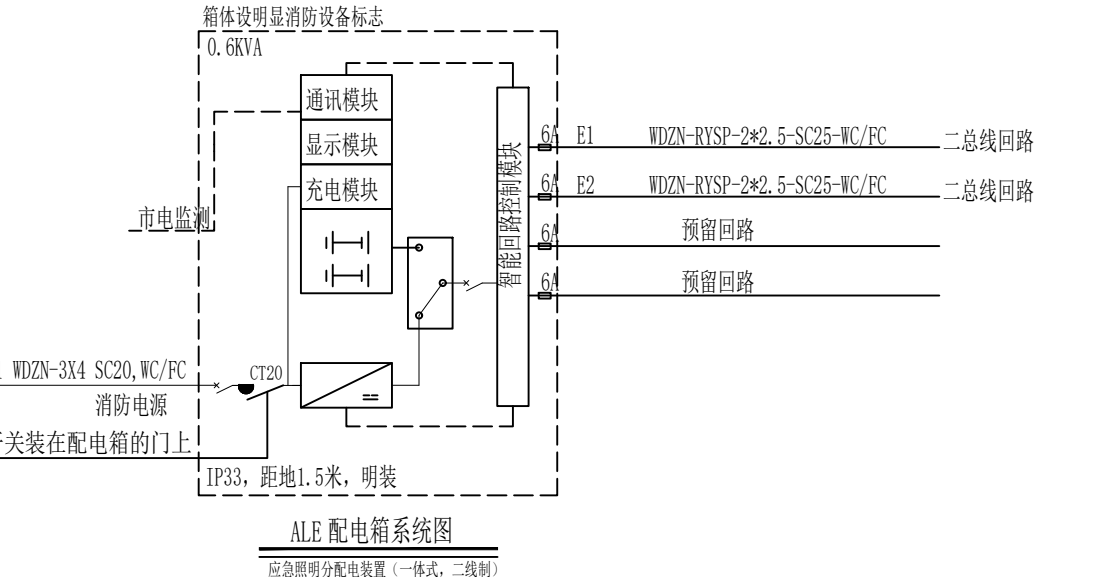 箱体设明显消防设备标志
0.6KVA
通讯模块
显示模块
充电模块
市电监测
智能回路控制模块
6A E1 WDZN-RYSP-2*2.5-SC25-WC/FC 二总线回路
6A E2 WDZN-RYSP-2*2.5-SC25-WC/FC 二总线回路
6A 预留回路
6A 预留回路
WDZN-3X4 SC20,WC/FC
CT20
消防电源
关装在配电箱的门上
IP33，距地1.5米，明装
ALE 配电箱系统图
应急照明分配电装置（一体式，二线制）